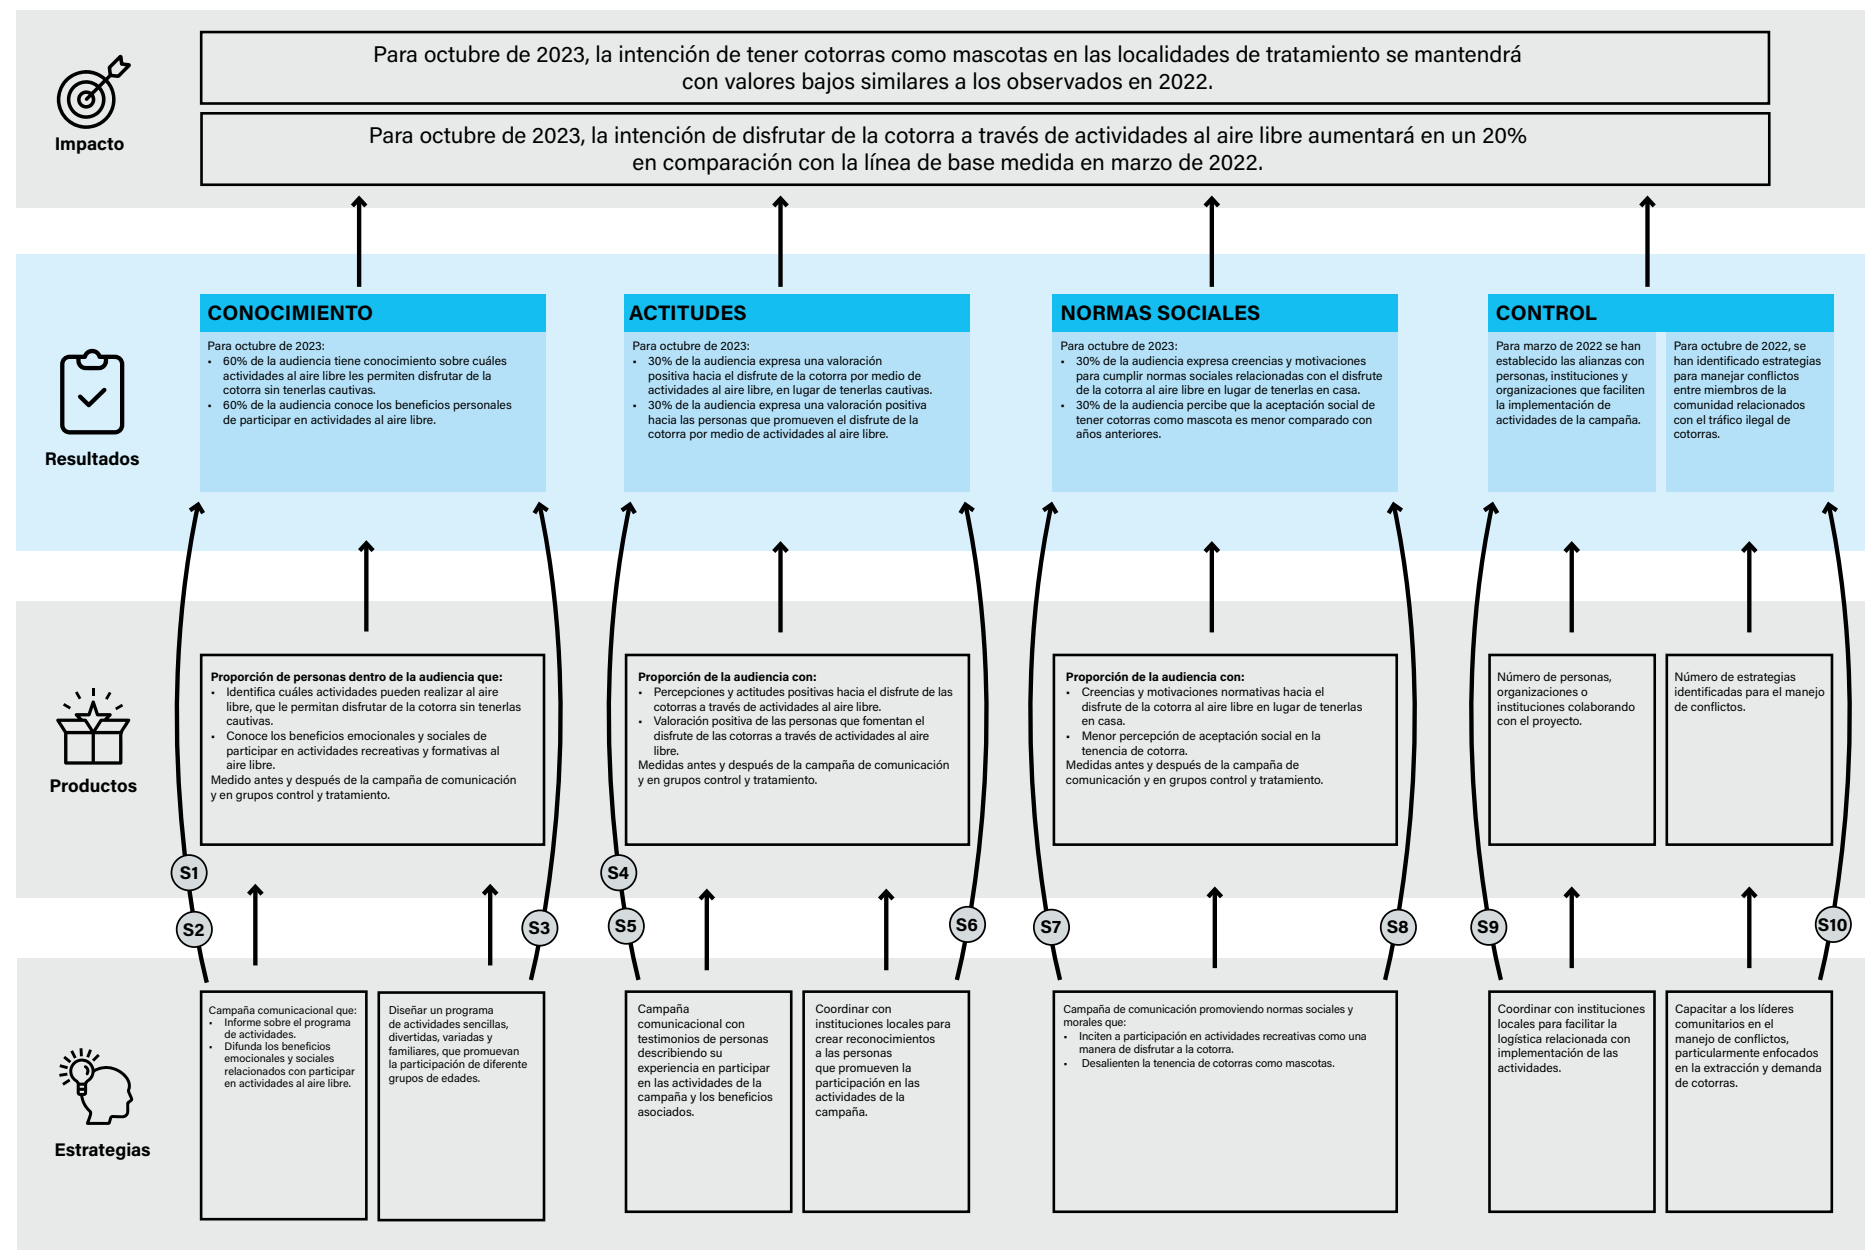 Para octubre de 2023, la intención de tener cotorras como mascotas en las localidades de tratamiento se mantendrá
con valores bajos similares a los observados en 2022.
Para octubre de 2023, la intención de disfrutar de la cotorra a través de actividades al aire libre aumentará en un 20%
en comparación con la línea de base medida en marzo de 2022.
Impacto
CONOCIMIENTO
Para octubre de 2023:
• 60% de la audiencia tiene conocimiento sobre cuáles
actividades al aire libre les permiten disfrutar de la
cotorra sin tenerlas cautivas.
• 60% de la audiencia conoce los beneficios personales
de participar en actividades al aire libre.
ACTITUDES
Para octubre de 2023:
• 30% de la audiencia expresa una valoración
positiva hacia el disfrute de la cotorra por medio de
actividades al aire libre, en lugar de tenerlas cautivas.
• 30% de la audiencia expresa una valoración positiva
hacia las personas que promueven el disfrute de la
cotorra por medio de actividades al aire libre.
NORMAS SOCIALES
Para octubre de 2023:
• 30% de la audiencia expresa creencias y motivaciones
para cumplir normas sociales relacionadas con el disfrute
de la cotorra al aire libre en lugar de tenerlas en casa.
• 30% de la audiencia percibe que la aceptación social de
tener cotorras como mascota es menor comparado con
años anteriores.
CONTROL
Para marzo de 2022 se han
establecido las alianzas con
personas, instituciones y
organizaciones que faciliten
la implementación de
actividades de la campaña.
Para octubre de 2022, se
han identificado estrategias
para manejar conflictos
entre miembros de la
comunidad relacionados
con el tráfico ilegal de
cotorras.
Resultados
Proporción de personas dentro de la audiencia que:
• Identifica cuáles actividades pueden realizar al aire
libre, que le permitan disfrutar de la cotorra sin tenerlas
cautivas.
• Conoce los beneficios emocionales y sociales de
participar en actividades recreativas y formativas al
aire libre.
Medido antes y después de la campaña de comunicación
y en grupos control y tratamiento.
Proporción de la audiencia con:
• Percepciones y actitudes positivas hacia el disfrute de las
cotorras a través de actividades al aire libre.
• Valoración positiva de las personas que fomentan el
disfrute de las cotorras a través de actividades al aire
libre.
Medidas antes y después de la campaña de comunicación
y en grupos control y tratamiento.
Proporción de la audiencia con:
• Creencias y motivaciones normativas hacia el
disfrute de la cotorra al aire libre en lugar de tenerlas
en casa.
• Menor percepción de aceptación social en la
tenencia de cotorra.
Medidas antes y después de la campaña de
comunicación y en grupos control y tratamiento.
Número de personas,
organizaciones o
instituciones colaborando
con el proyecto.
Número de estrategias
identificadas para el manejo
de conflictos.
Productos
S1
S2
S3
S4
S5
S6
S7
S8
S9
S10
Campaña comunicacional que:
• Informe sobre el programa
de actividades.
• Difunda los beneficios
emocionales y sociales
relacionados con participar
en actividades al aire libre.
Diseñar un programa
de actividades sencillas,
divertidas, variadas y
familiares, que promuevan
la participación de diferente
grupos de edades.
Campaña
comunicacional con
testimonios de personas
describiendo su
experiencia en participar
en las actividades de la
campaña y los beneficios
asociados.
Coordinar con
instituciones locales para
crear reconocimientos
a las personas
que promueven la
participación en las
actividades de la
campaña.
Campaña de comunicación promoviendo normas sociales y
morales que:
• Inciten a participación en actividades recreativas como una
manera de disfrutar a la cotorra.
• Desalienten la tenencia de cotorras como mascotas.
Coordinar con instituciones
locales para facilitar la
logística relacionada con
implementación de las
actividades.
Capacitar a los líderes
comunitarios en el
manejo de conflictos,
particularmente enfocados
en la extracción y demanda
de cotorras.
Estrategias